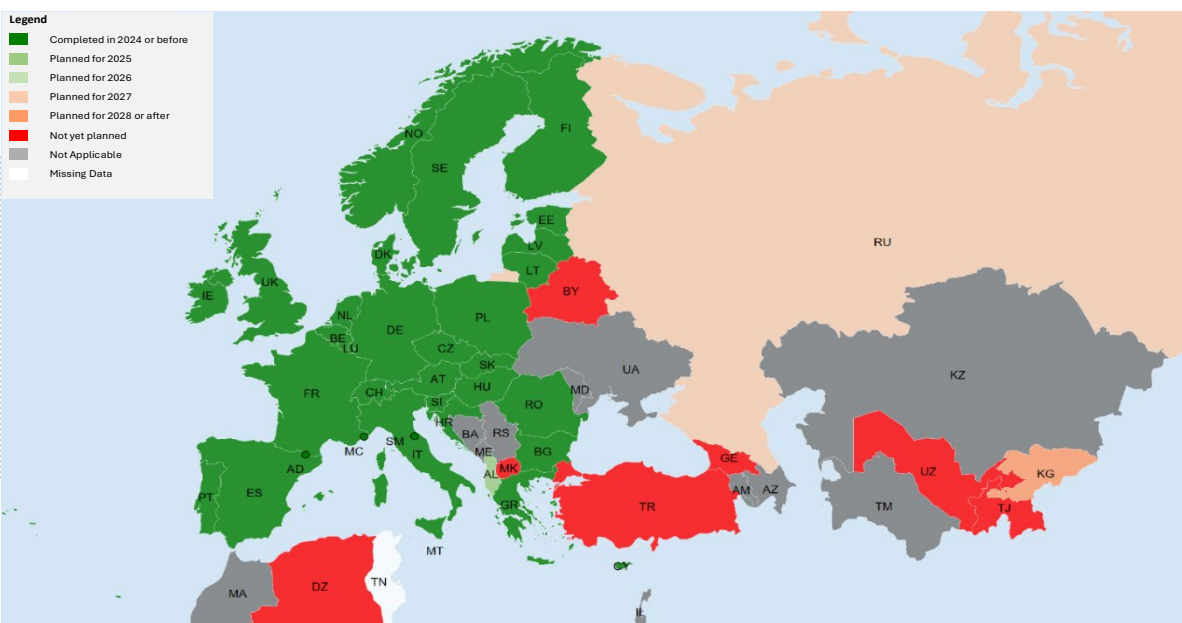 Legend
Completed in 2024 or before
Planned for 2025
Planned for 2026
Planned for 2027
Planned for 2028 or after
Not yet planned
Not Applicable
Missing Data
NO
FI
SE
EE
RU
LV
DK
LT
UK
BY
IE
NL
PL
DE
BE
LU
CZ
SK
UA
KZ
AT
HU
MD
FR
CH
SI
RO
HR
BA
RS
SM
MC
ME
IT
BG
GE
AD
AL
MK
UZ
KG
AM
AZ
PT
ES
GR
TR
TM
TJ
MT
CY
TN
DZ
MA
IL